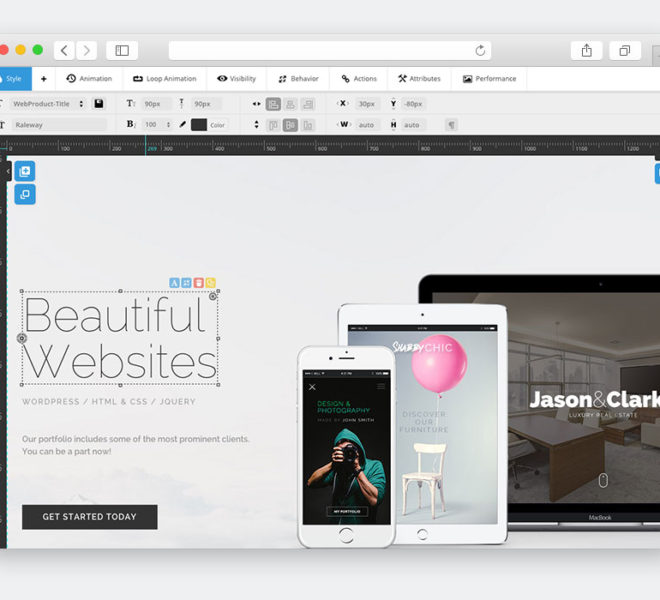 Style + Animation Loop Animation Visibility Behavior Actions Attributes Performance
WebProduct-Title 90px 90px X 30px Y -80px
Raleway B 100 Color W auto H auto
0 100 200 269 300 400 500 600 700 800 900 1000 1100 1200
Beautiful
Websites
WORDPRESS / HTML & CSS / JQUERY
Our portfolio includes some of the most prominent clients.
You can be a part now!
GET STARTED TODAY
DESIGN &
PHOTOGRAPHY
MADE BY JOHN SMITH
MY PORTFOLIO
SHABBY CHIC
DISCOVER
OUR
FURNITURE
Jason&Clark
LUXURY REAL ESTATE
MacBook